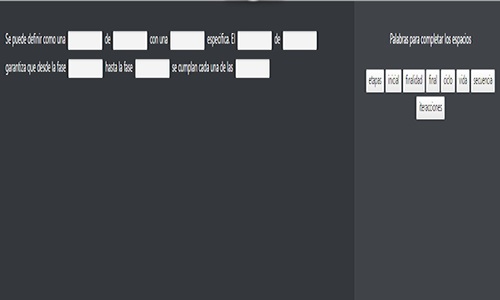 Se puede definir como una de con una especifica. El de
garantiza que desde la fase hasta la fase se cumplan cada una de las
Palabras para completar los espacios
etapas inicial finalidad final ciclo vida secuencia
iteracciones